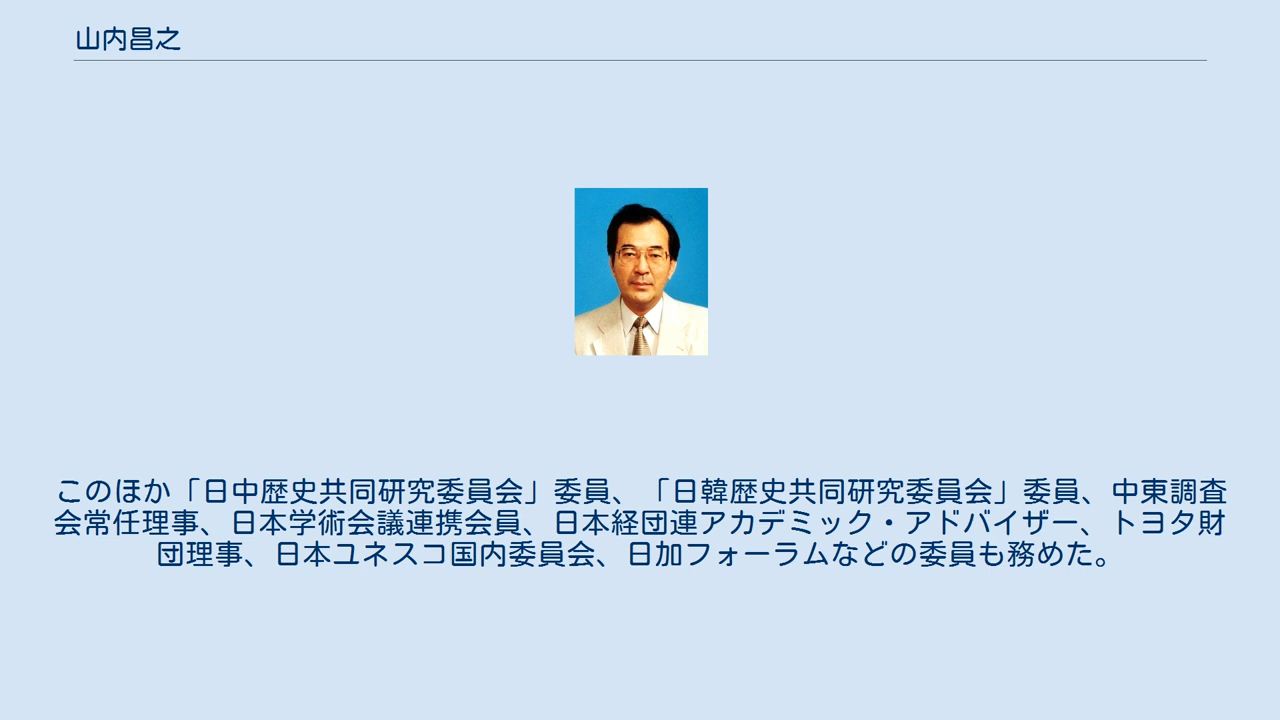 山内昌之
このほか「日中歴史共同研究委員会」委員、「日韓歴史共同研究委員会」委員、中東調査
会常任理事、日本学術会議連携会員、日本経団連アカデミック・アドバイザー、トヨタ財
団理事、日本ユネスコ国内委員会、日加フォーラムなどの委員も務めた。